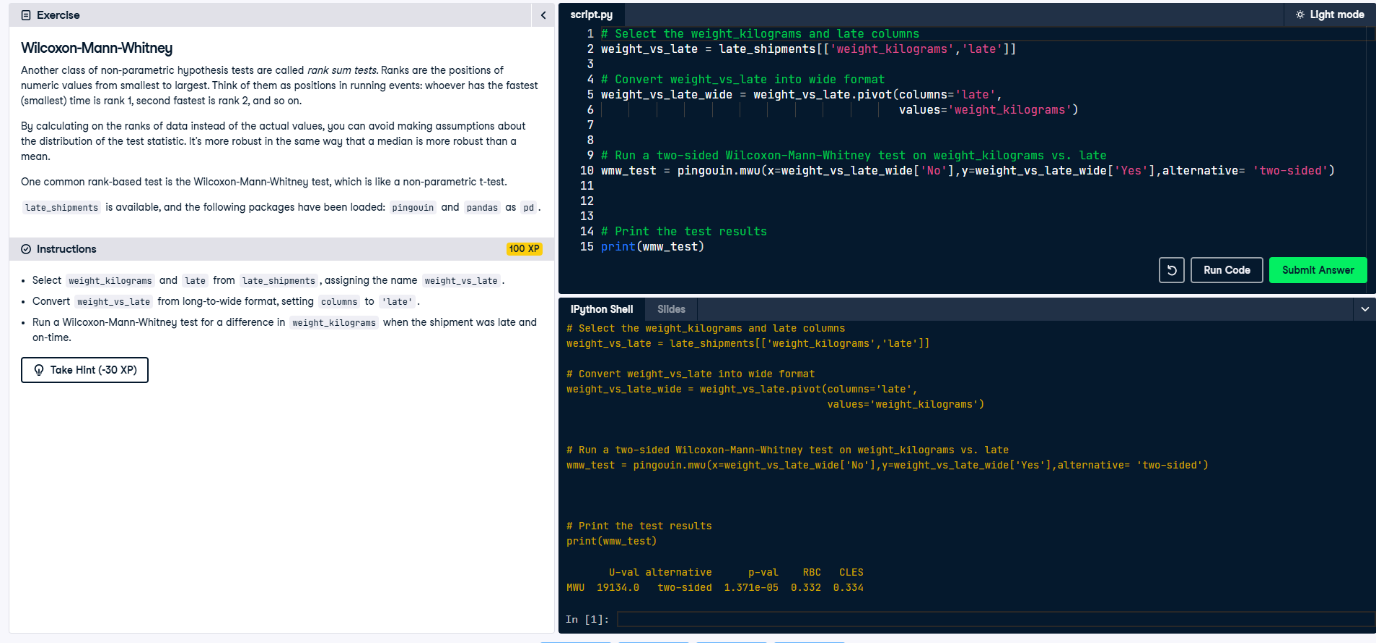 Exercise
Wilcoxon-Mann-Whitney
Another class of non-parametric hypothesis tests are called rank sum tests. Ranks are the positions of
numeric values from smallest to largest. Think of them as positions in running events: whoever has the fastest
(smallest) time is rank 1, second fastest is rank 2, and so on.
By calculating on the ranks of data instead of the actual values, you can avoid making assumptions about
the distribution of the test statistic. It's more robust in the same way that a median is more robust than a
mean.
One common rank-based test is the Wilcoxon-Mann-Whitney test, which is like a non-parametric t-test.
late_shipments is available, and the following packages have been loaded: pingouin and pandas as pd.
Instructions
100 XP
• Select weight_kilograms and late from late_shipments, assigning the name weight_vs_late.
• Convert weight_vs_late from long-to-wide format, setting columns to 'late'.
• Run a Wilcoxon-Mann-Whitney test for a difference in weight_kilograms when the shipment was late and
on-time.
Take Hint (-30 XP)
script.py
Light mode
1 # Select the weight_kilograms and late columns
2 weight_vs_late = late_shipments[['weight_kilograms','late']]
3
4 # Convert weight_vs_late into wide format
5 weight_vs_late_wide = weight_vs_late.pivot(columns='late',
6 values='weight_kilograms')
7
8
9 # Run a two-sided Wilcoxon-Mann-Whitney test on weight_kilograms vs. late
10 wmw_test = pingouin.mwu(x=weight_vs_late_wide['No'],y=weight_vs_late_wide['Yes'],alternative= 'two-sided')
11
12
13
14 # Print the test results
15 print(wmw_test)
Run Code
Submit Answer
IPython Shell
Slides
# Select the weight_kilograms and late columns
weight_vs_late = late_shipments[['weight_kilograms','late']]
# Convert weight_vs_late into wide format
weight_vs_late_wide = weight_vs_late.pivot(columns='late',
values='weight_kilograms')
# Run a two-sided Wilcoxon-Mann-Whitney test on weight_kilograms vs. late
wmw_test = pingouin.mwu(x=weight_vs_late_wide['No'],y=weight_vs_late_wide['Yes'],alternative= 'two-sided')
# Print the test results
print(wmw_test)
U-val alternative p-val RBC CLES
MWU 19134.0 two-sided 1.371e-05 0.332 0.334
In [1]: